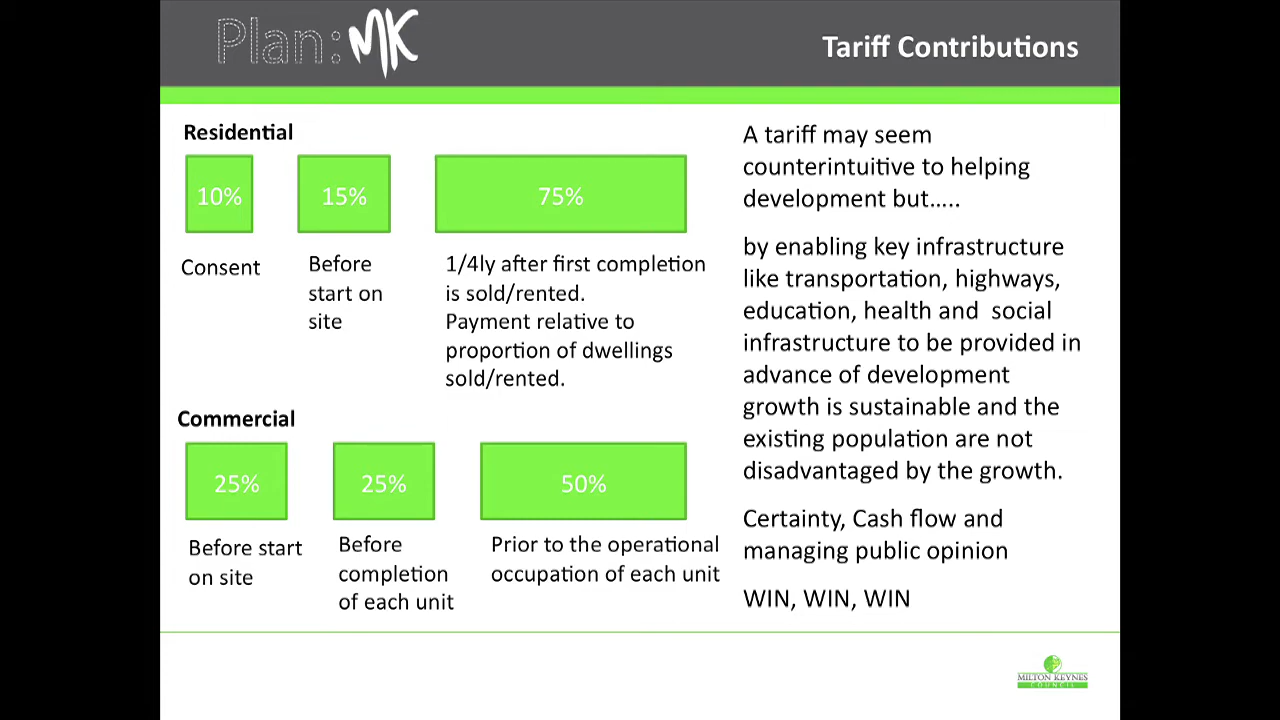 Plan:MK
Tariff Contributions
Residential
10%
15%
75%
Consent
Before
start on
site
1/4ly after first completion
is sold/rented.
Payment relative to
proportion of dwellings
sold/rented.
Commercial
25%
25%
50%
Before start
on site
Before
completion
of each unit
Prior to the operational
occupation of each unit
A tariff may seem
counterintuitive to helping
development but…..
by enabling key infrastructure
like transportation, highways,
education, health and  social
infrastructure to be provided in
advance of development
growth is sustainable and the
existing population are not
disadvantaged by the growth.
Certainty, Cash flow and
managing public opinion
WIN, WIN, WIN
MILTON KEYNES
COUNCIL